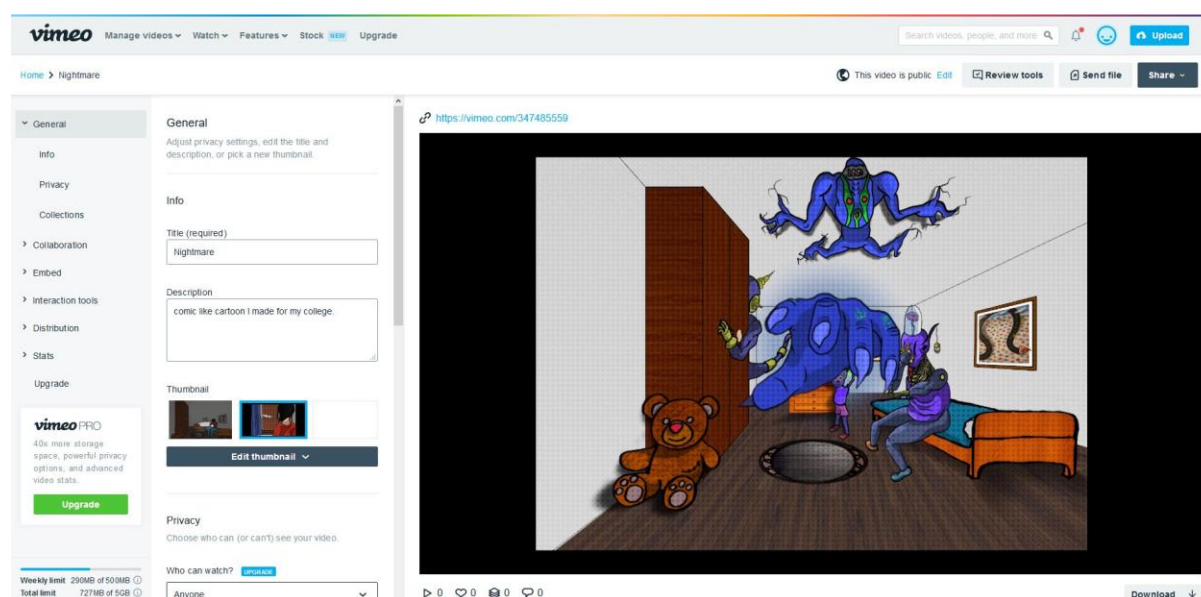 vimeo Manage videos Watch Features Stock NEW Upgrade
Search videos, people, and more
Upload
Home > Nightmare
This video is public Edit
Review tools
Send file
Share
General
Info
Privacy
Collections
Collaboration
Embed
Interaction tools
Distribution
Stats
Upgrade
vimeo PRO
40x more storage
space, powerful privacy
options, and advanced
video stats.
Upgrade
Weekly limit 290MB of 500MB
Total limit 727MB of 5GB
General
Adjust privacy settings, edit the title and
description, or pick a new thumbnail.
Info
Title (required)
Nightmare
Description
comic like cartoon I made for my college.
Thumbnail
Edit thumbnail
Privacy
Choose who can (or can't) see your video.
Who can watch? UPGRADE
Anyone
https://vimeo.com/347485559
0 0 0 0
Download